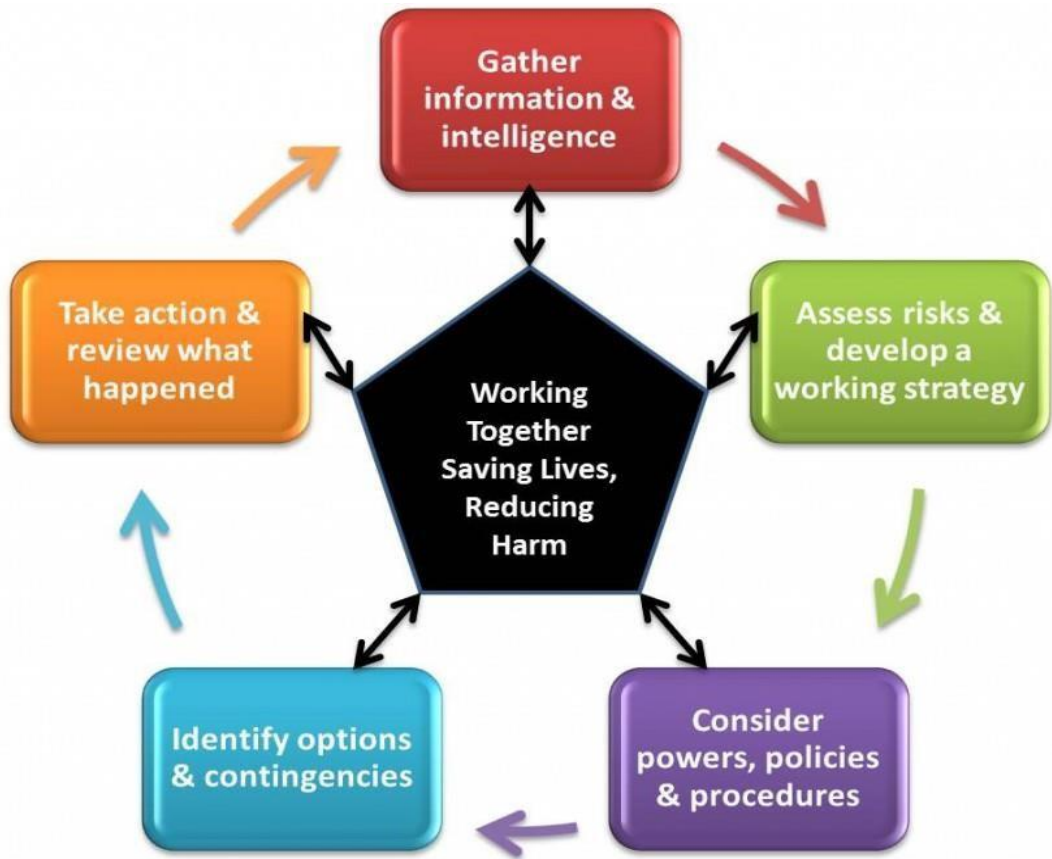 Gather
information &
intelligence
Assess risks &
develop a
working strategy
Consider
powers, policies
& procedures
Identify options
& contingencies
Take action &
review what
happened
Working
Together
Saving Lives,
Reducing
Harm